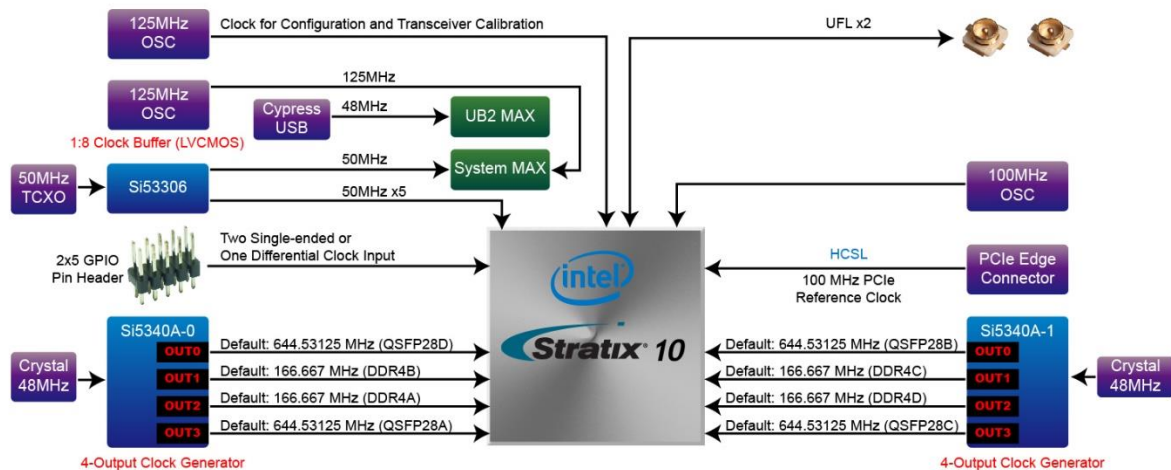 125MHz
OSC
Clock for Configuration and Transceiver Calibration
UFL x2
125MHz
OSC
125MHz
Cypress
USB
48MHz
UB2 MAX
1:8 Clock Buffer (LVCMOS)
50MHz
TCXO
Si53306
50MHz
System MAX
50MHz x5
100MHz
OSC
2x5 GPIO
Pin Header
Two Single-ended or
One Differential Clock Input
intel
Stratix 10
HCSL
100 MHz PCIe
Reference Clock
PCIe Edge
Connector
Si5340A-0
Crystal
48MHz
OUT0
Default: 644.53125 MHz (QSFP28D)
OUT1
Default: 166.667 MHz (DDR4B)
OUT2
Default: 166.667 MHz (DDR4A)
OUT3
Default: 644.53125 MHz (QSFP28A)
4-Output Clock Generator
Si5340A-1
Default: 644.53125 MHz (QSFP28B)
OUT0
Default: 166.667 MHz (DDR4C)
OUT1
Default: 166.667 MHz (DDR4D)
OUT2
Default: 644.53125 MHz (QSFP28C)
OUT3
Crystal
48MHz
4-Output Clock Generator